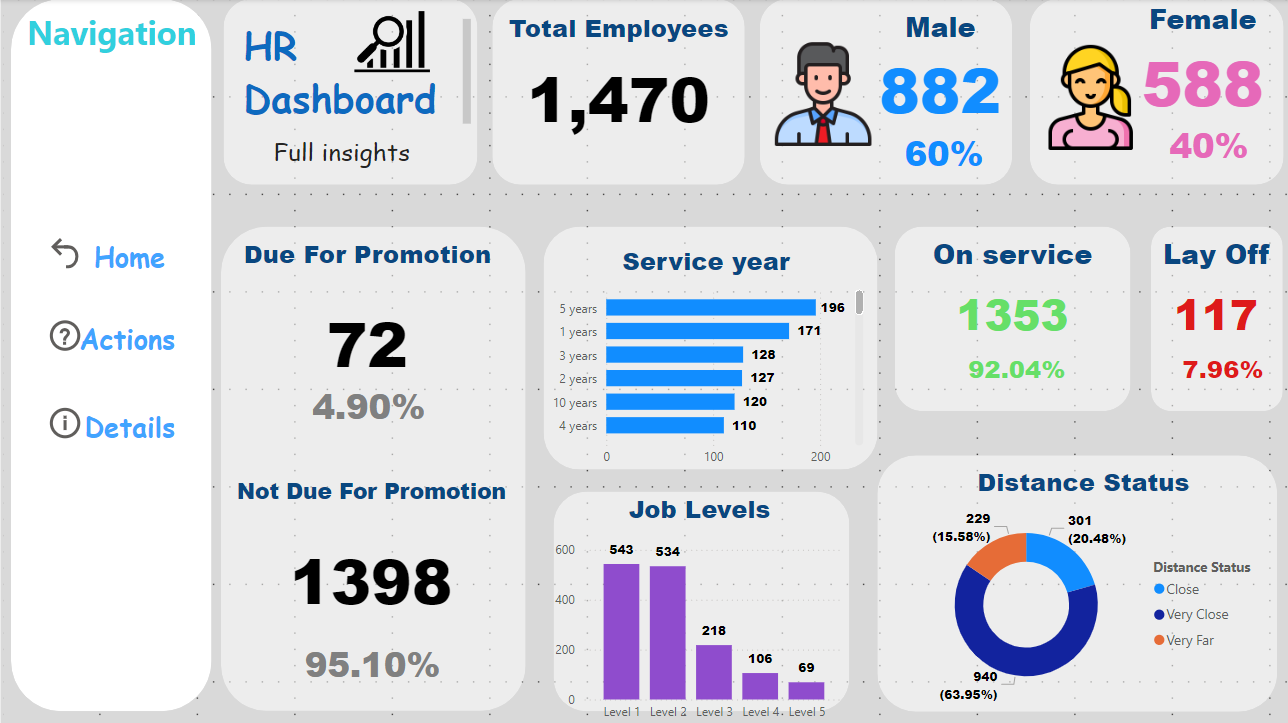 Navigation
Home
Actions
Details
HR
Dashboard
Full insights
Total Employees
1,470
Male
882
60%
Female
588
40%
Due For Promotion
72
4.90%
Not Due For Promotion
1398
95.10%
Service year
5 years 196
1 years 171
3 years 128
2 years 127
10 years 120
4 years 110
0 100 200
On service
1353
92.04%
Lay Off
117
7.96%
Job Levels
600
400
200
0
543 534 218 106 69
Level 1 Level 2 Level 3 Level 4 Level 5
Distance Status
229
(15.58%)
301
(20.48%)
940
(63.95%)
Distance Status
Close
Very Close
Very Far